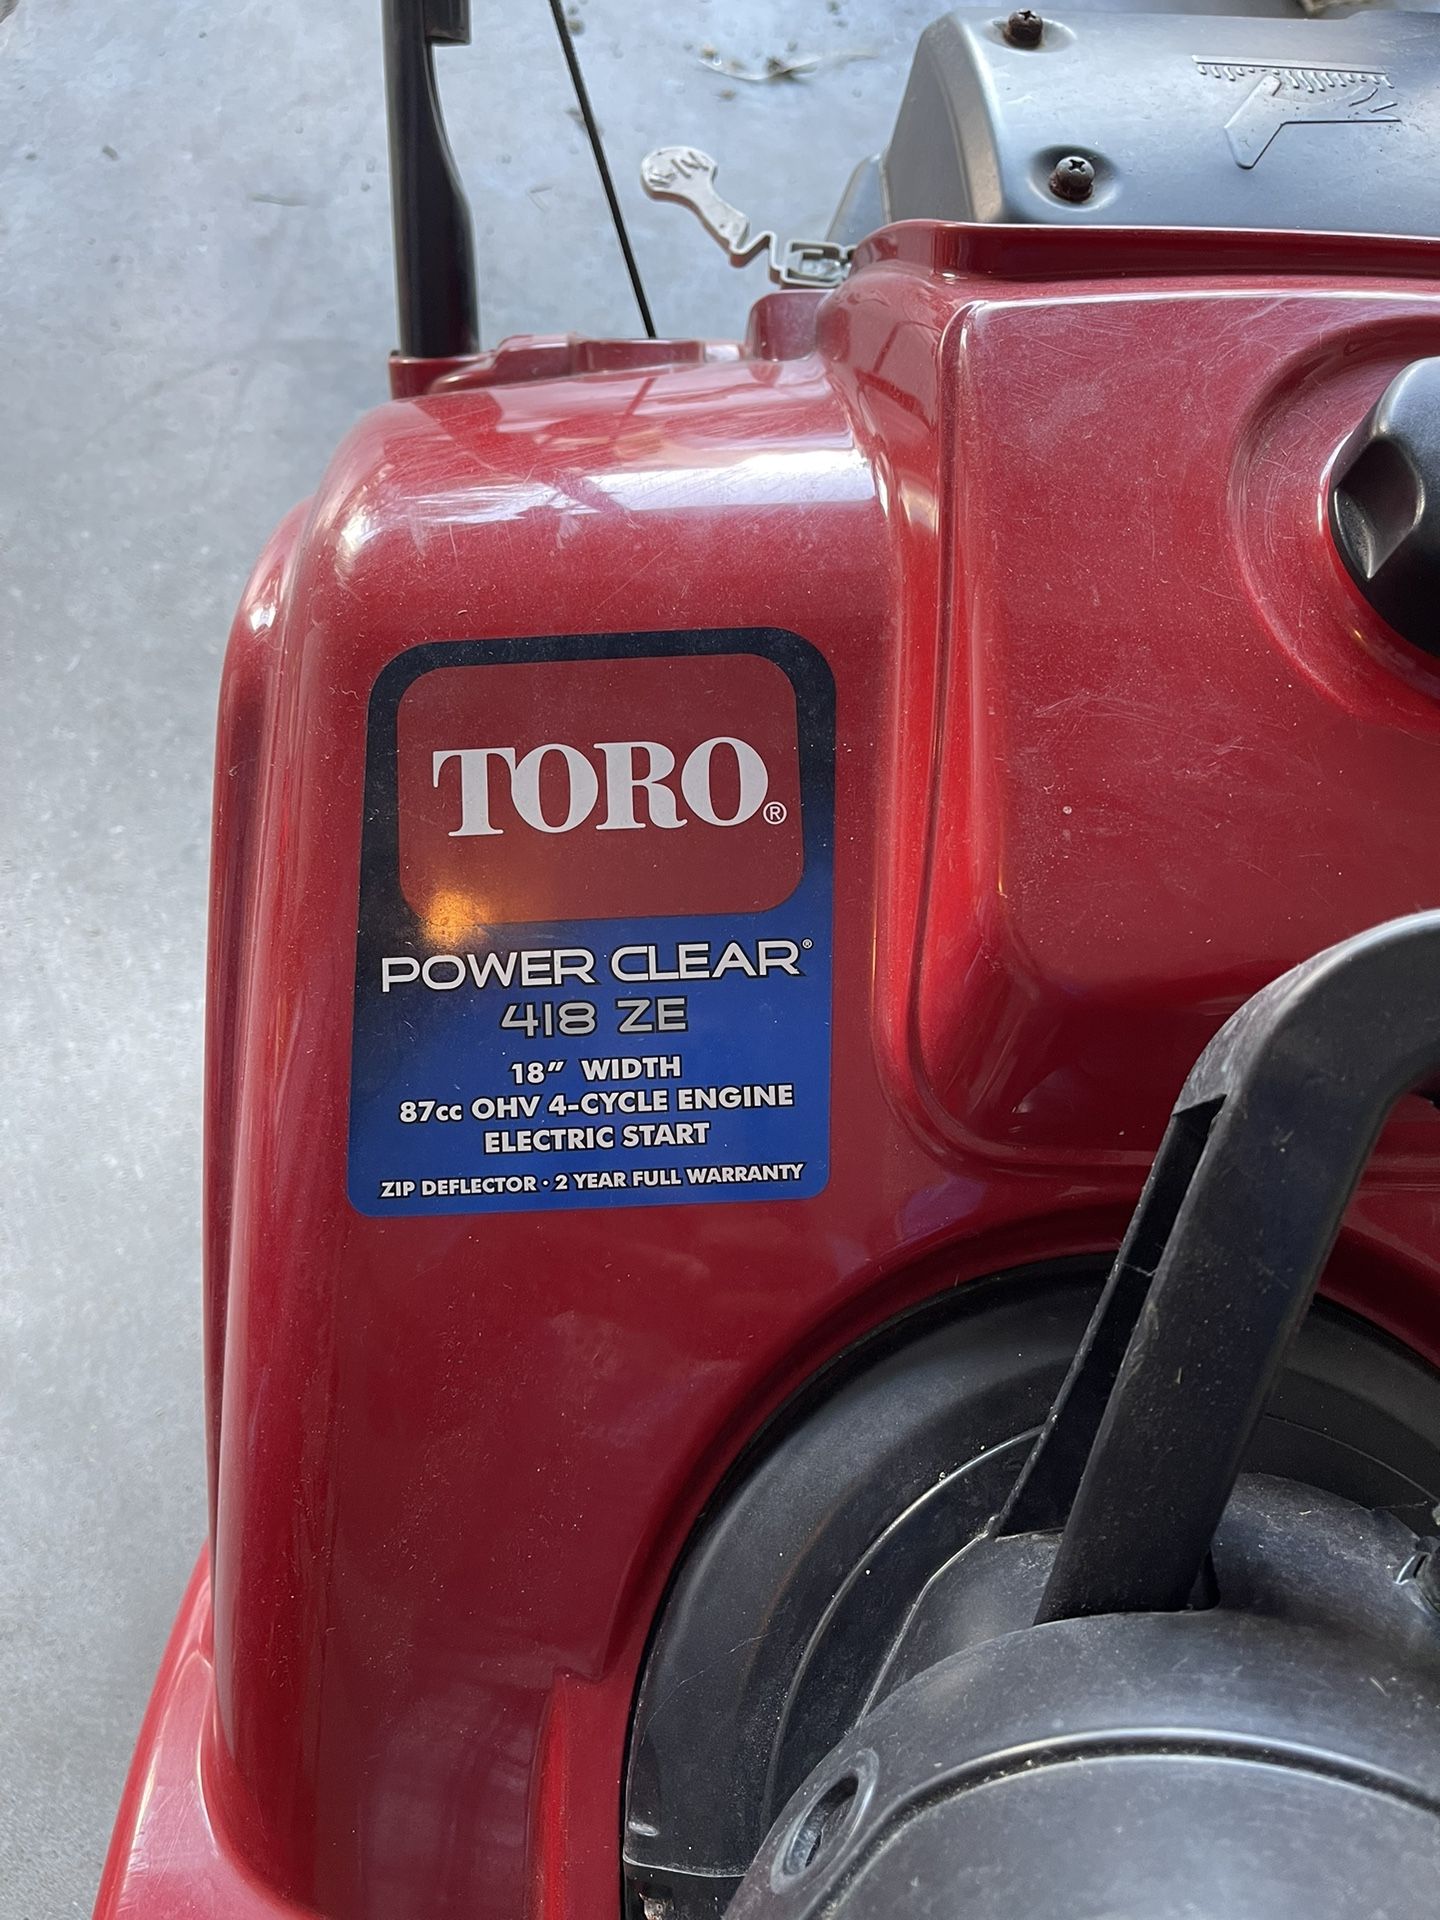 TORO®
POWER CLEAR®
418 ZE
18" WIDTH
87cc OHV 4-CYCLE ENGINE
ELECTRIC START
ZIP DEFLECTOR · 2 YEAR FULL WARRANTY